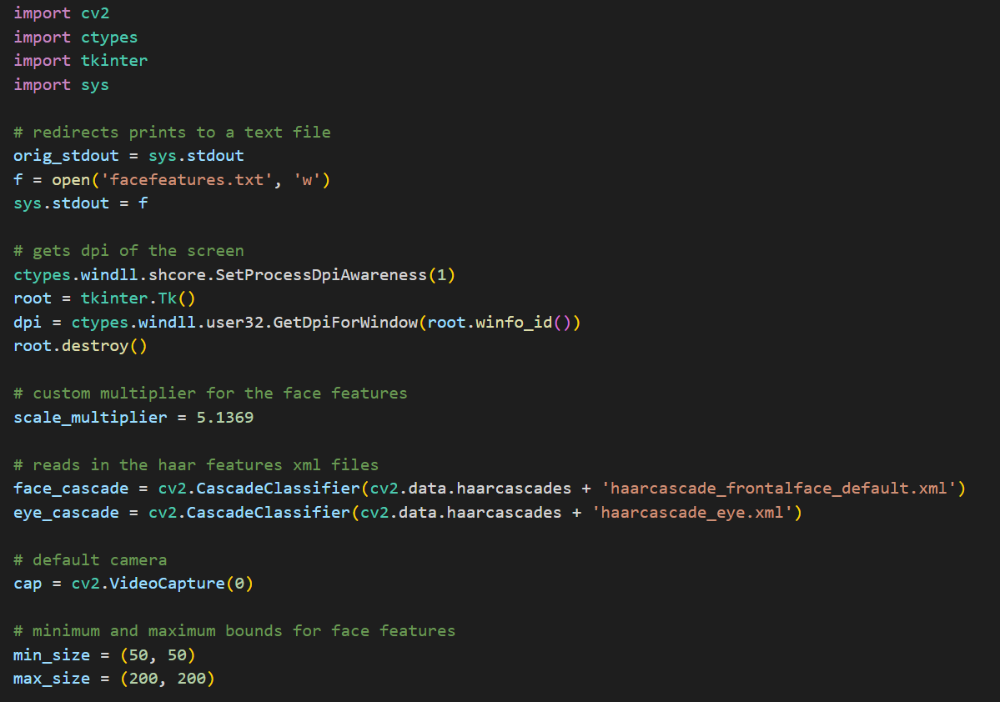 import cv2
import ctypes
import tkinter
import sys
# redirects prints to a text file
orig_stdout = sys.stdout
f = open('facefeatures.txt', 'w')
sys.stdout = f
# gets dpi of the screen
ctypes.windll.shcore.SetProcessDpiAwareness(1)
root = tkinter.Tk()
dpi = ctypes.windll.user32.GetDpiForWindow(root.winfo_id())
root.destroy()
# custom multiplier for the face features
scale_multiplier = 5.1369
# reads in the haar features xml files
face_cascade = cv2.CascadeClassifier(cv2.data.haarcascades + 'haarcascade_frontalface_default.xml')
eye_cascade = cv2.CascadeClassifier(cv2.data.haarcascades + 'haarcascade_eye.xml')
# default camera
cap = cv2.VideoCapture(0)
# minimum and maximum bounds for face features
min_size = (50, 50)
max_size = (200, 200)